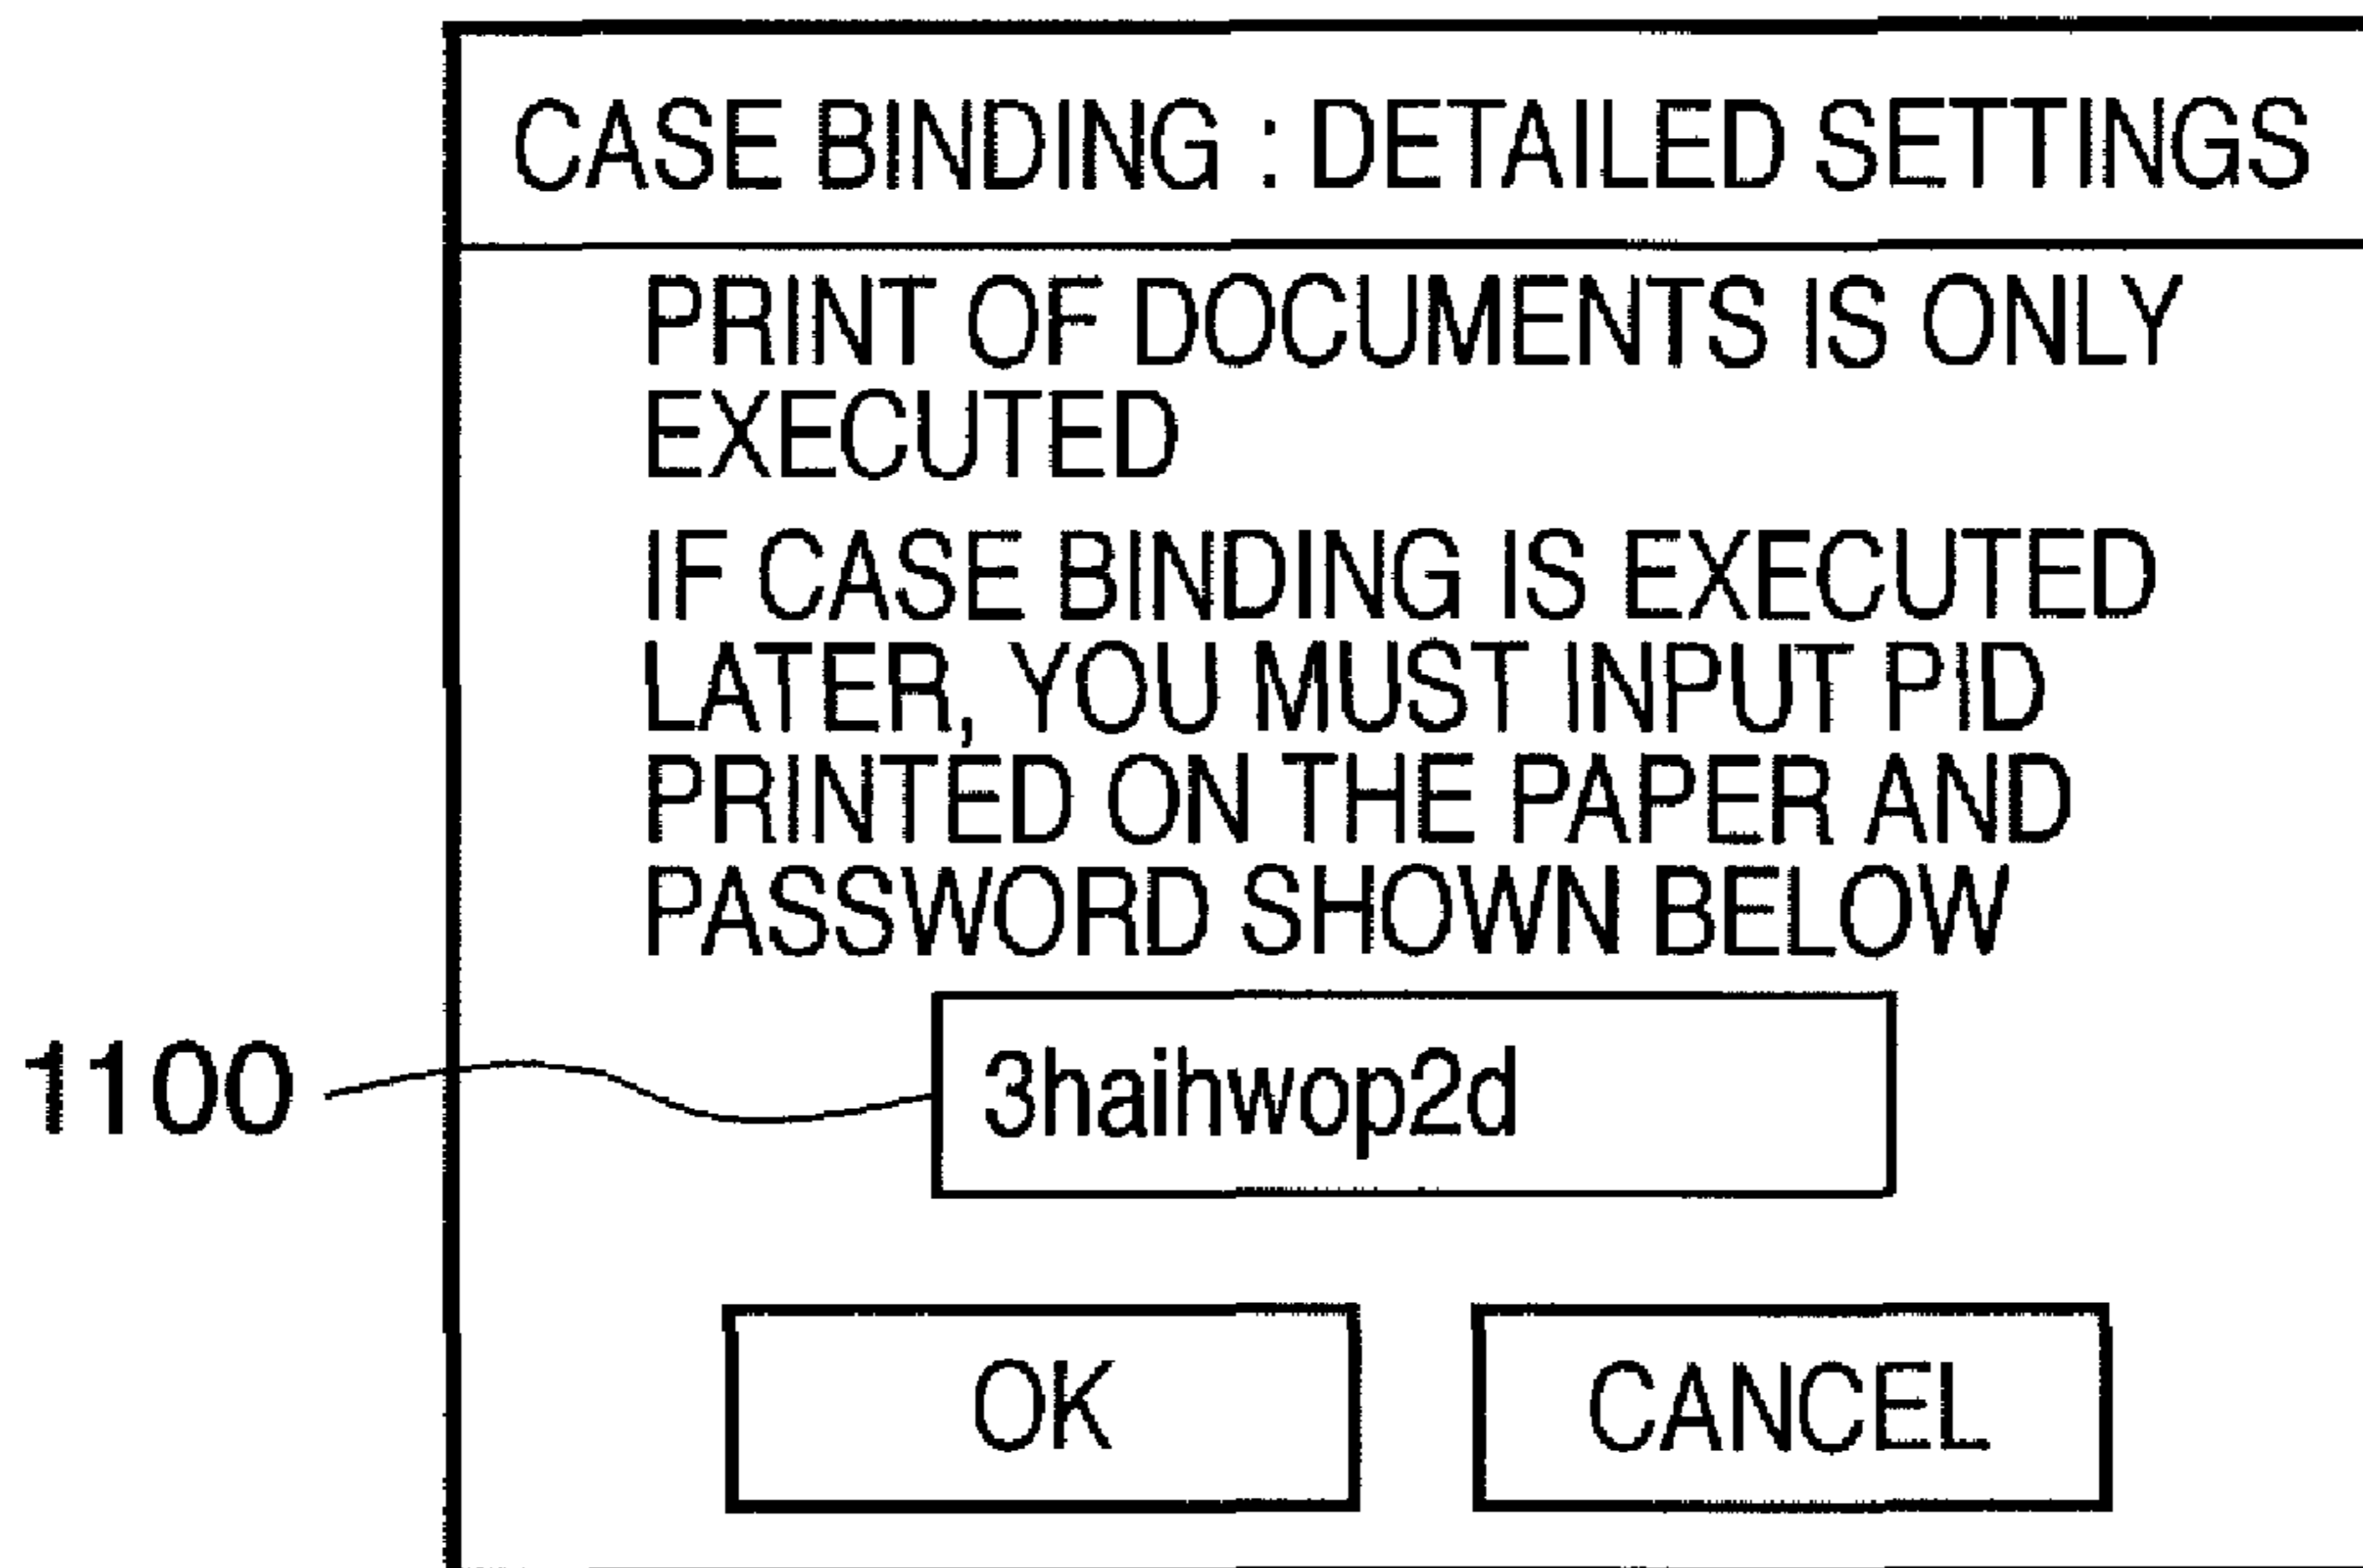 CASE BINDING : DETAILED SETTINGS
PRINT OF DOCUMENTS IS ONLY
EXECUTED
IF CASE BINDING IS EXECUTED
LATER, YOU MUST INPUT PID
PRINTED ON THE PAPER AND
PASSWORD SHOWN BELOW
1100
3haihwop2d
OK
CANCEL